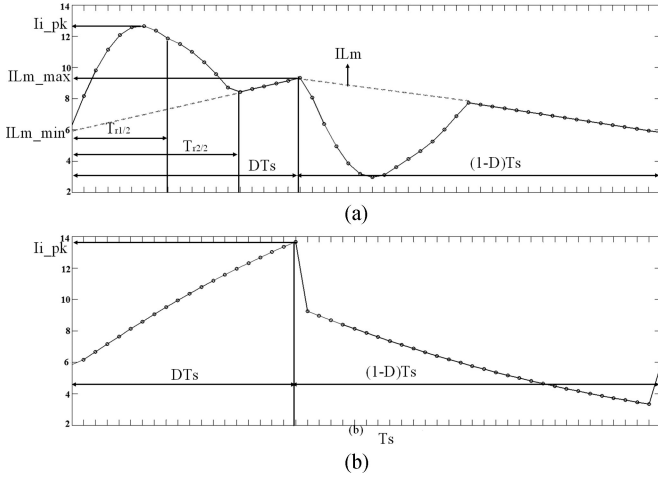 14
Ii_pk
12
10
ILm
ILm_max
8
ILm_min
6
Tr1/2
4
Tr2/2
DTs
(1-D)Ts
2
(a)
14
Ii_pk
12
10
8
6
DTs
(1-D)Ts
4
2
(b)
Ts
(b)